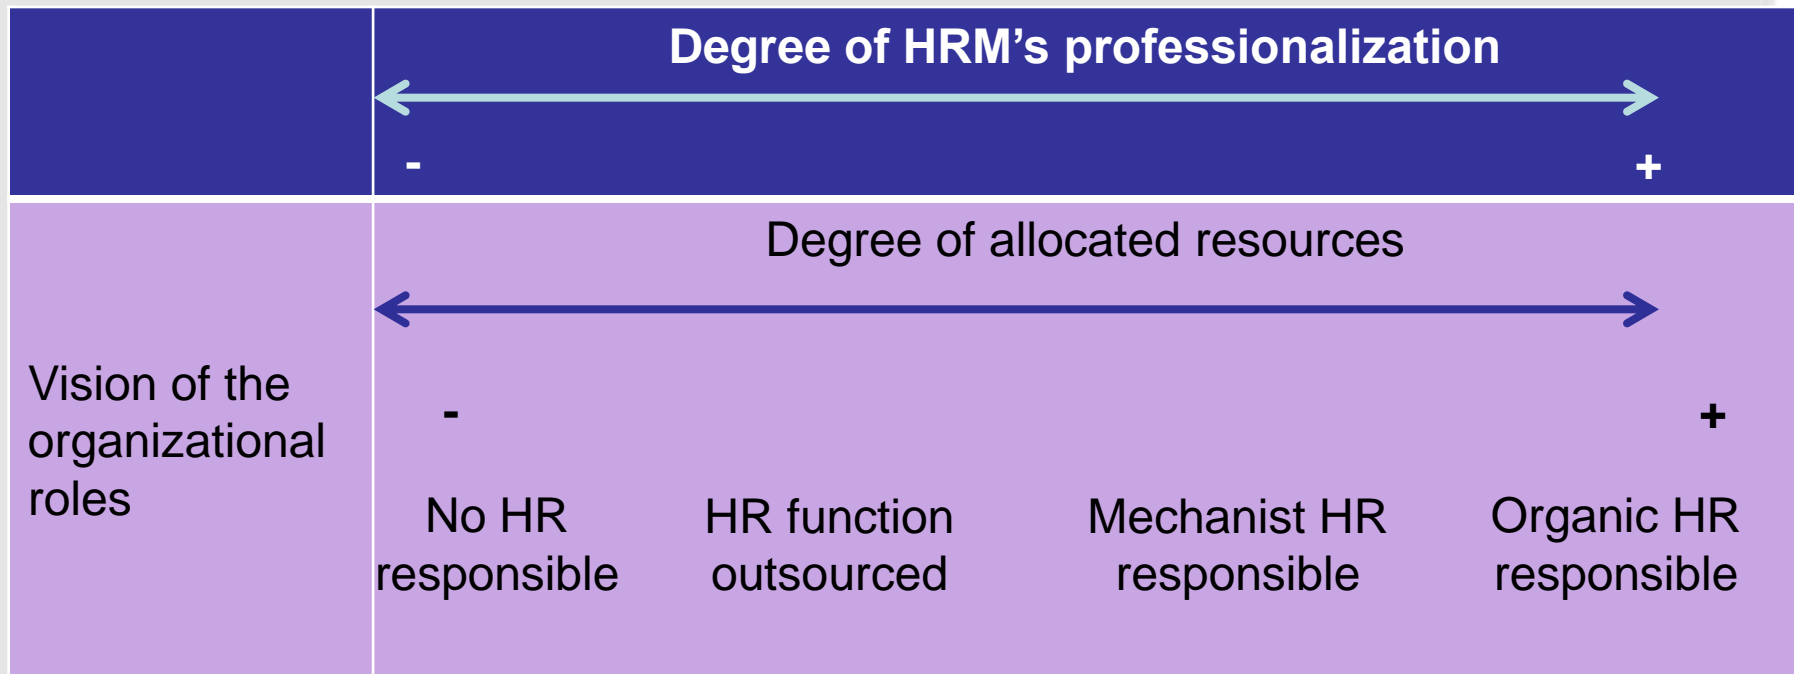 Degree of HRM's professionalization
-
+
Degree of allocated resources
Vision of the
organizational
roles
-
+
No HR
responsible
HR function
outsourced
Mechanist HR
responsible
Organic HR
responsible